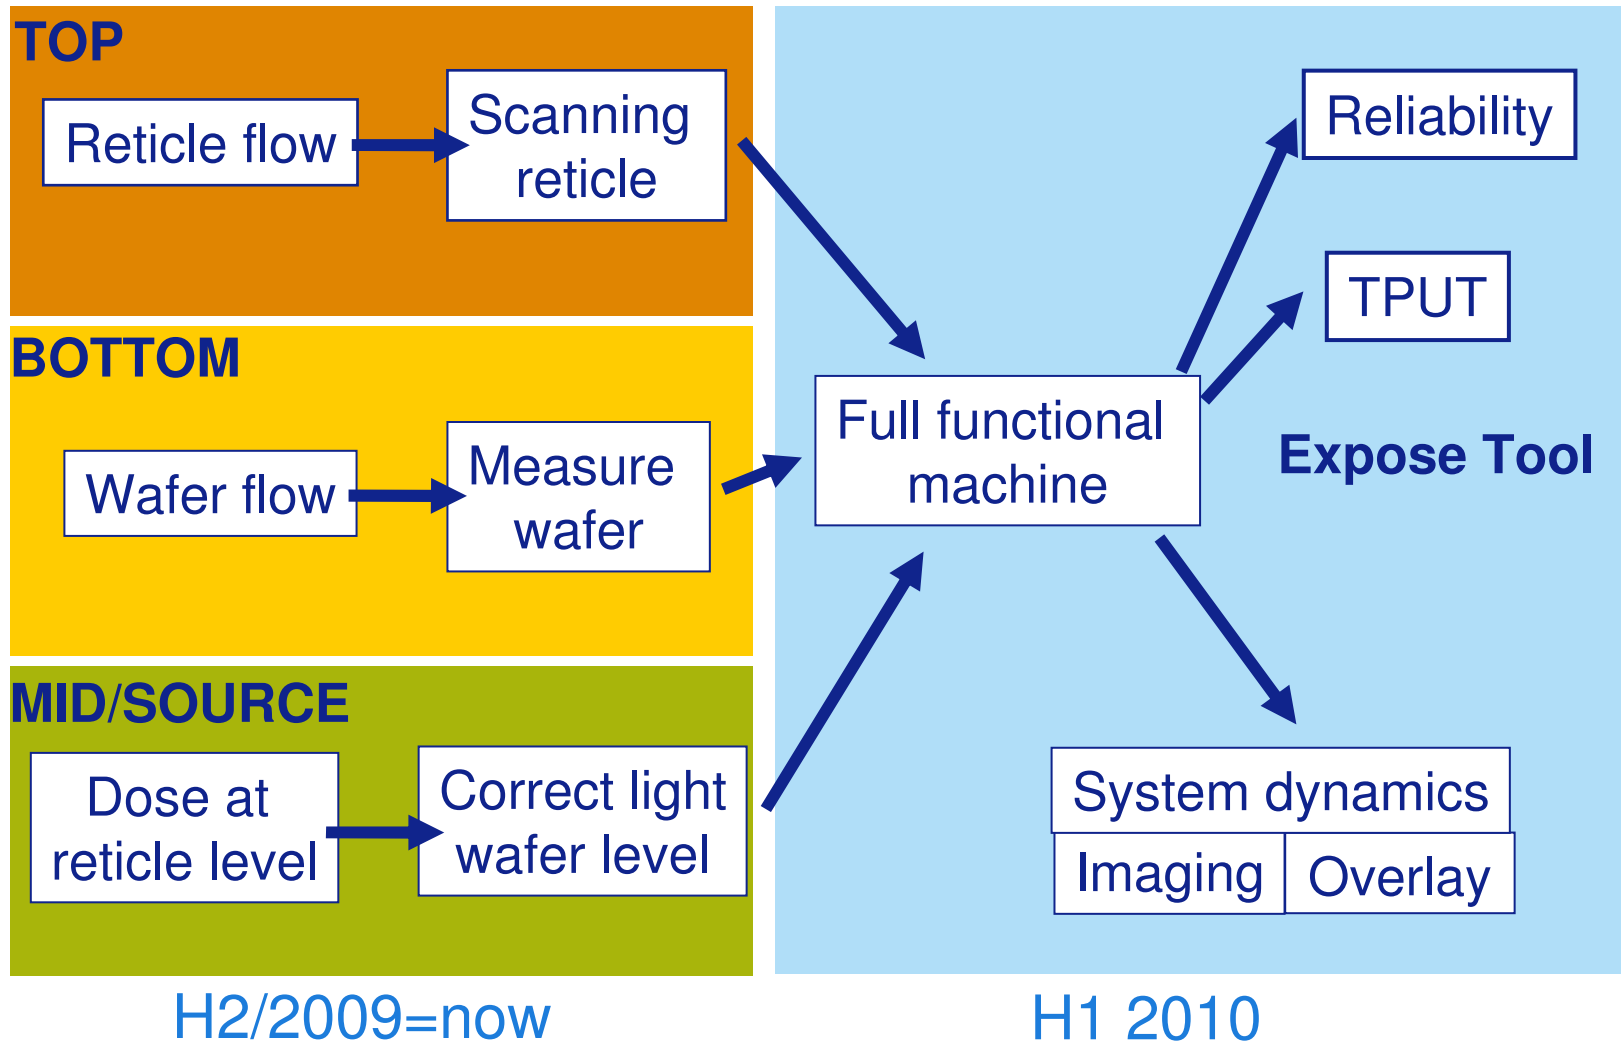 TOP
Reticle flow
Scanning
reticle
BOTTOM
Wafer flow
Measure
wafer
MID/SOURCE
Dose at
reticle level
Correct light
wafer level
H2/2009=now
Full functional
machine
Reliability
TPUT
Expose Tool
System dynamics
Imaging
Overlay
H1 2010